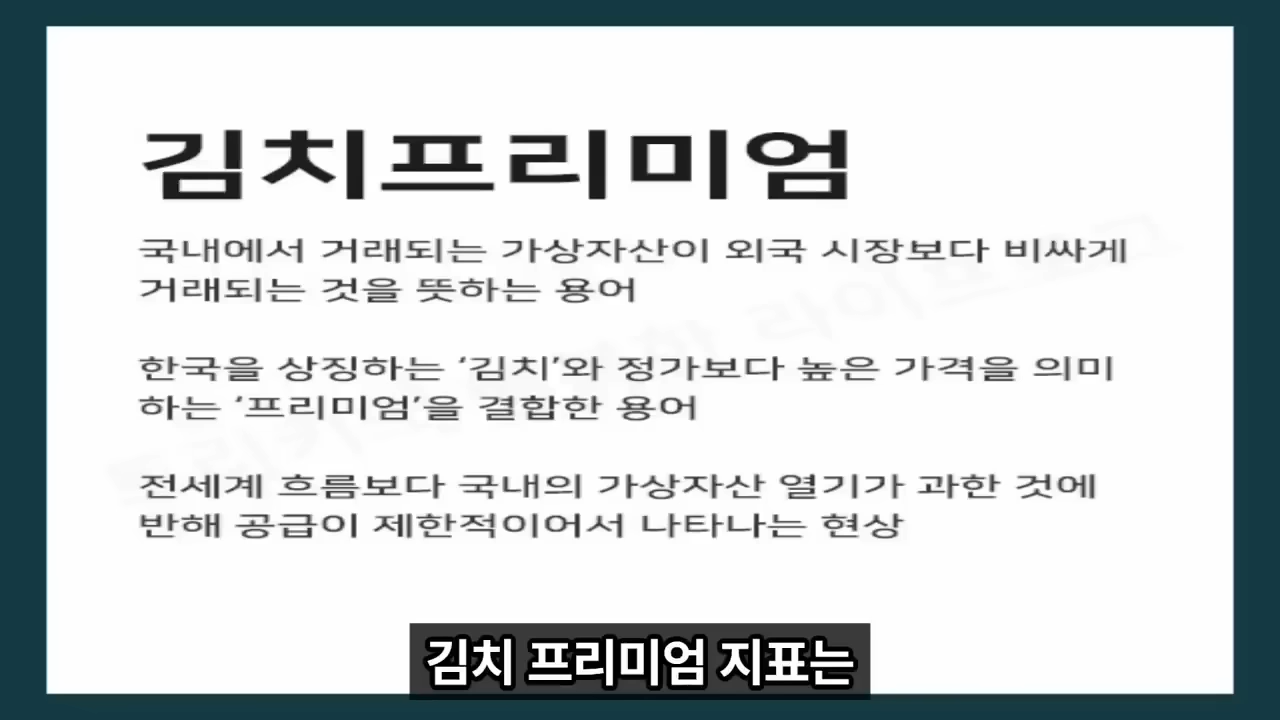 김치프리미엄
국내에서 거래되는 가상자산이 외국 시장보다 비싸게
거래되는 것을 뜻하는 용어
한국을 상징하는 ‘김치’와 정가보다 높은 가격을 의미
하는 ‘프리미엄’을 결합한 용어
전세계 흐름보다 국내의 가상자산 열기가 과한 것에
반해 공급이 제한적이어서 나타나는 현상
김치 프리미엄 지표는